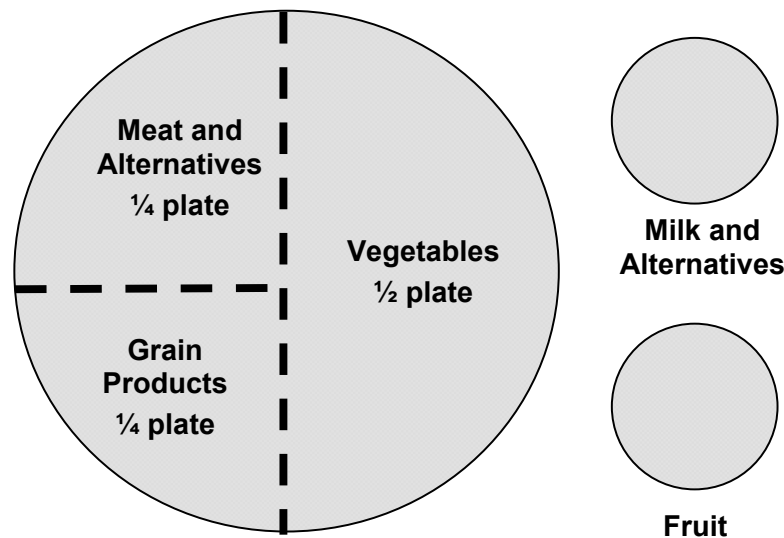 Meat and
Alternatives
¼ plate
Vegetables
½ plate
Grain
Products
¼ plate
Milk and
Alternatives
Fruit